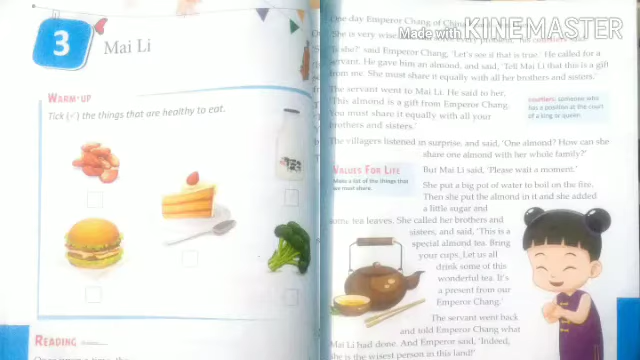 3
Mai Li
WARM-UP
Tick (✓) the things that are healthy to eat.
READING
One day Emperor Chang of China
She is very wise
Made with KINEMASTER
'Is she?' said Emperor Chang, 'Let's see if that is true.' He called for a
servant. He gave him an almond, and said, 'Tell Mai Li that this is a gift
from me. She must share it equally with all her brothers and sisters.'
The servant went to Mai Li. He said to her,
'This almond is a gift from Emperor Chang.
You must share it equally with all your
brothers and sisters.'
courtiers: someone who
has a position at the court
of a king or queen
The villagers listened in surprise, and said, 'One almond? How can she
share one almond with her whole family?'
VALUES FOR LIFE
Make a list of the things that
we must share.
But Mai Li said, 'Please wait a moment.'
She put a big pot of water to boil on the fire.
Then she put the almond in it and she added
a little sugar and
some tea leaves. She called her brothers and
sisters, and said, 'This is a
special almond tea. Bring
your cups. Let us all
drink some of this
wonderful tea. It's
a present from our
Emperor Chang.'
The servant went back
and told Emperor Chang what
Mai Li had done. And Emperor said, 'Indeed,
she is the wisest person in this land!'